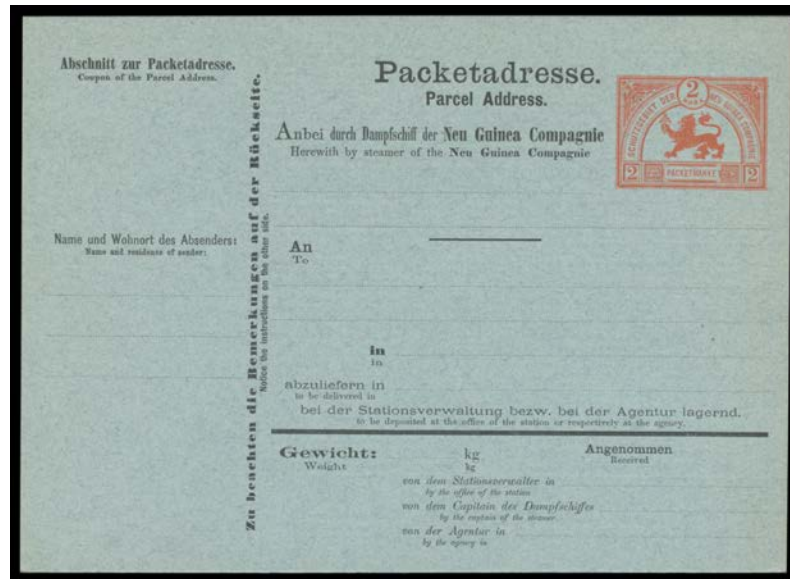 Abschnitt zur Packetadresse.
Coupon of the Parcel Address.
Name und Wohnort des Absenders:
Name and residence of sender:
Zu beachten die Bemerkungen auf der Rückseite.
Notice the instructions on the other side.
Packetadresse.
Parcel Address.
Anbei durch Dampfschiff der Neu Guinea Compagnie
Herewith by steamer of the Neu Guinea Compagnie
SCHUTZGEBIET DER NEU GUINEA COMPAGNIE
2
2 PACKETMARKE 2
An
To
in
in
abzuliefern in
to be delivered in
bei der Stationsverwaltung bezw. bei der Agentur lagernd.
to be deposited at the office of the station or respectively at the agency.
Gewicht: kg
Weight kg
Angenommen
Received
von dem Stationsverwalter in
by the office of the station
von dem Capitain des Dampfschiffes
by the captain of the steamer
von der Agentur in
by the agency in